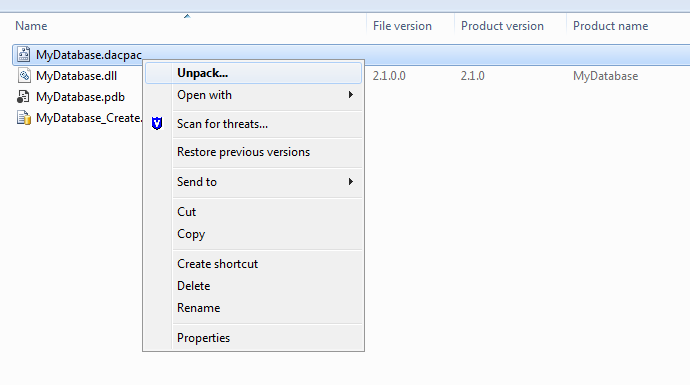 Name File version Product version Product name
MyDatabase.dacpac
MyDatabase.dll 2.1.0.0 2.1.0 MyDatabase
MyDatabase.pdb
MyDatabase_Create.
Unpack...
Open with
Scan for threats...
Restore previous versions
Send to
Cut
Copy
Create shortcut
Delete
Rename
Properties